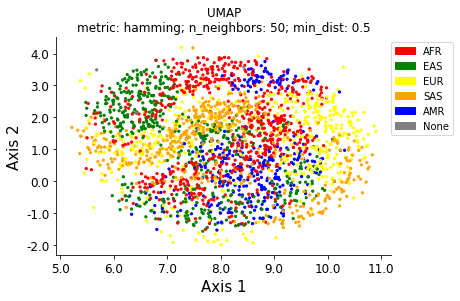 UMAP
metric: hamming; n_neighbors: 50; min_dist: 0.5
4.0
3.0
2.0
1.0
0.0
-1.0
-2.0
Axis 2
5.0 6.0 7.0 8.0 9.0 10.0 11.0
Axis 1
AFR
EAS
EUR
SAS
AMR
None